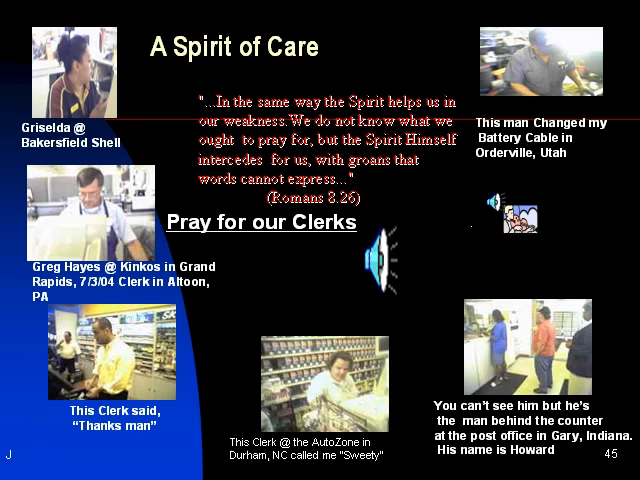 A Spirit of Care
"...In the same way the Spirit helps us in
our weakness.We do not know what we
ought to pray for, but the Spirit Himself
intercedes for us, with groans that
words cannot express..."
(Romans 8.26)
Pray for our Clerks
Griselda @
Bakersfield Shell
This man Changed my
Battery Cable in
Orderville, Utah
Greg Hayes @ Kinkos in Grand
Rapids, 7/3/04 Clerk in Altoon,
PA
This Clerk said,
“Thanks man”
This Clerk @ the AutoZone in
Durham, NC called me "Sweety"
You can’t see him but he’s
the man behind the counter
at the post office in Gary, Indiana.
His name is Howard
J
45